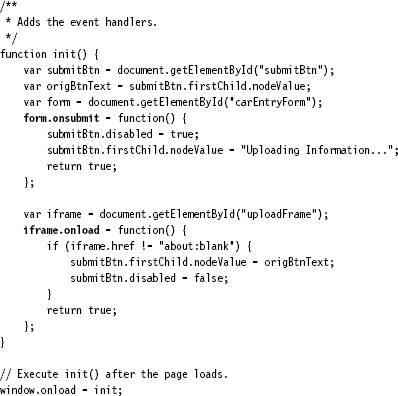 /**
 * Adds the event handlers.
 */
function init() {
    var submitBtn = document.getElementById("submitBtn");
    var origBtnText = submitBtn.firstChild.nodeValue;
    var form = document.getElementById("carEntryForm");
    form.onsubmit = function() {
        submitBtn.disabled = true;
        submitBtn.firstChild.nodeValue = "Uploading Information...";
        return true;
    };

    var iframe = document.getElementById("uploadFrame");
    iframe.onload = function() {
        if (iframe.href != "about:blank") {
            submitBtn.firstChild.nodeValue = origBtnText;
            submitBtn.disabled = false;
        }
        return true;
    };
}

// Execute init() after the page loads.
window.onload = init;